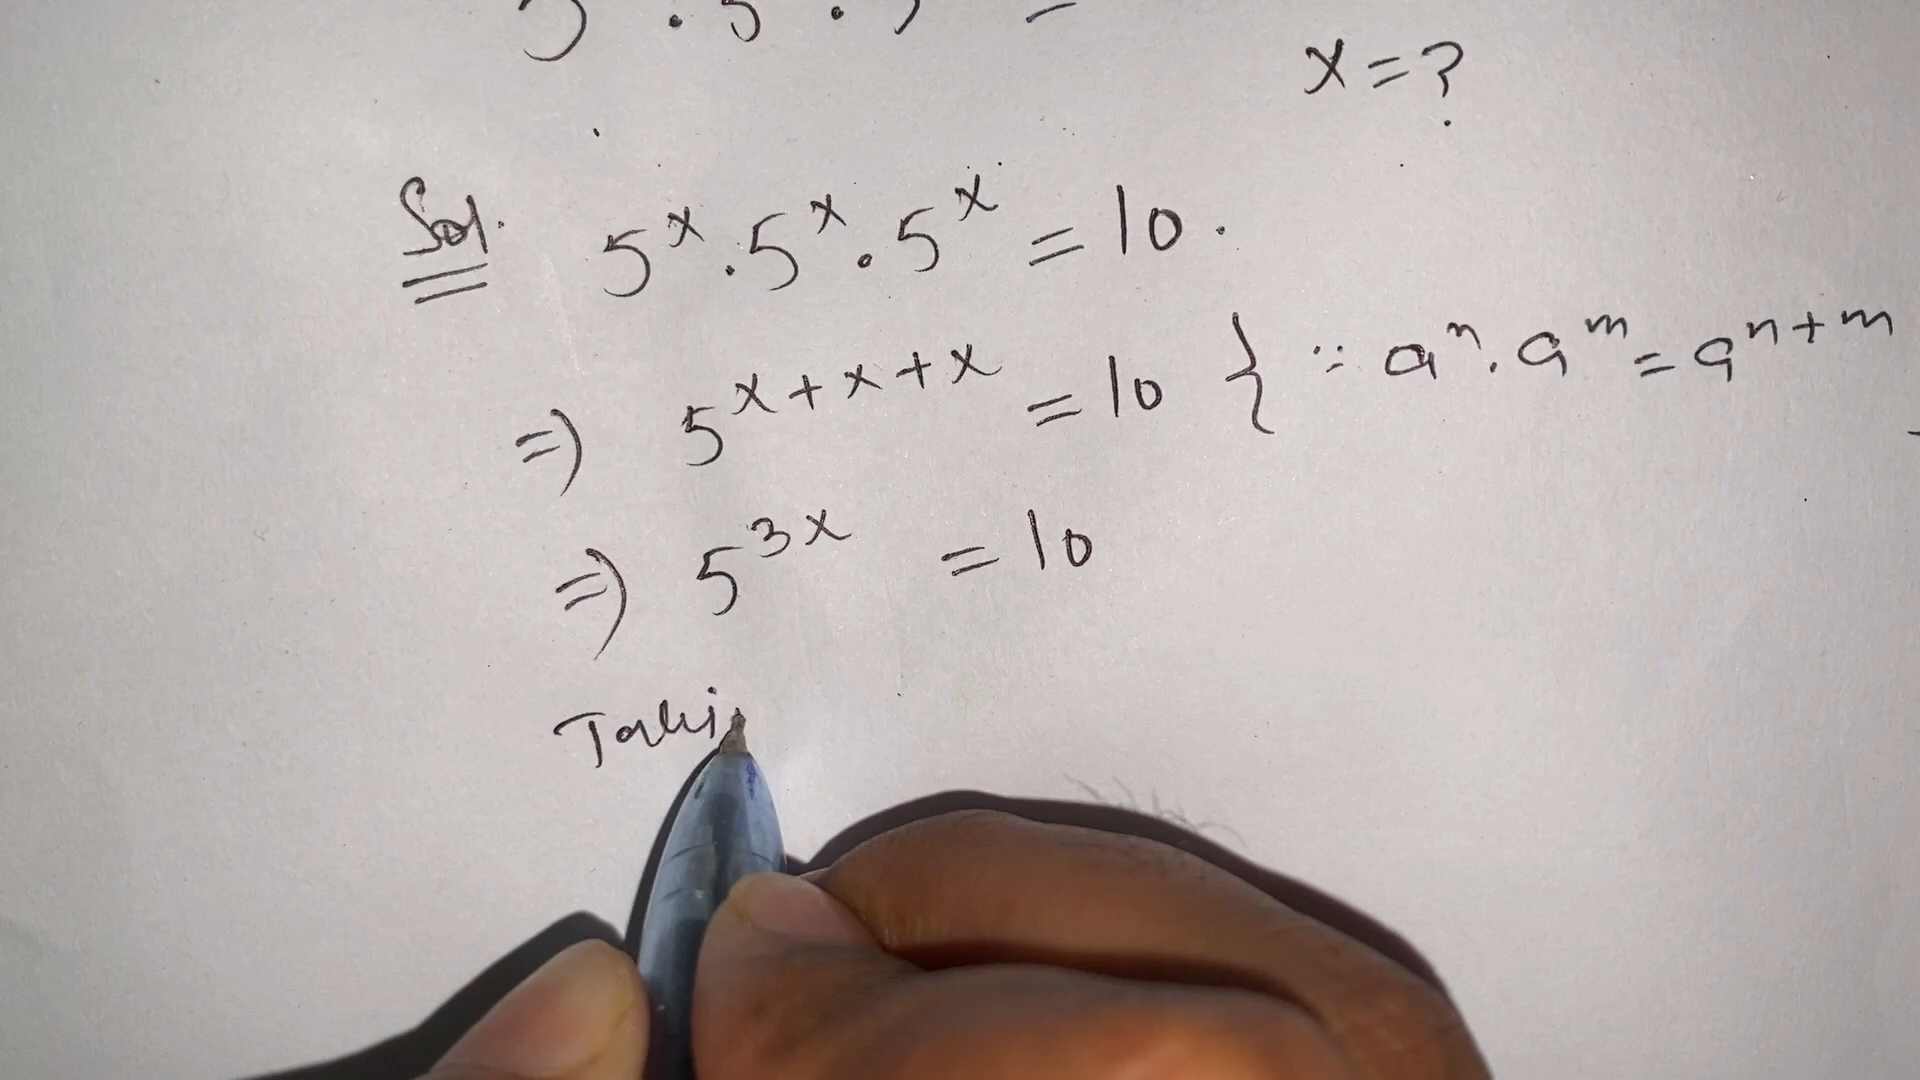 x=?
Sol. 5^x . 5^x . 5^x = 10.
=> 5^x+x+x = 10 } ∵ a^n . a^m = a^n+m
=> 5^3x = 10
Taki